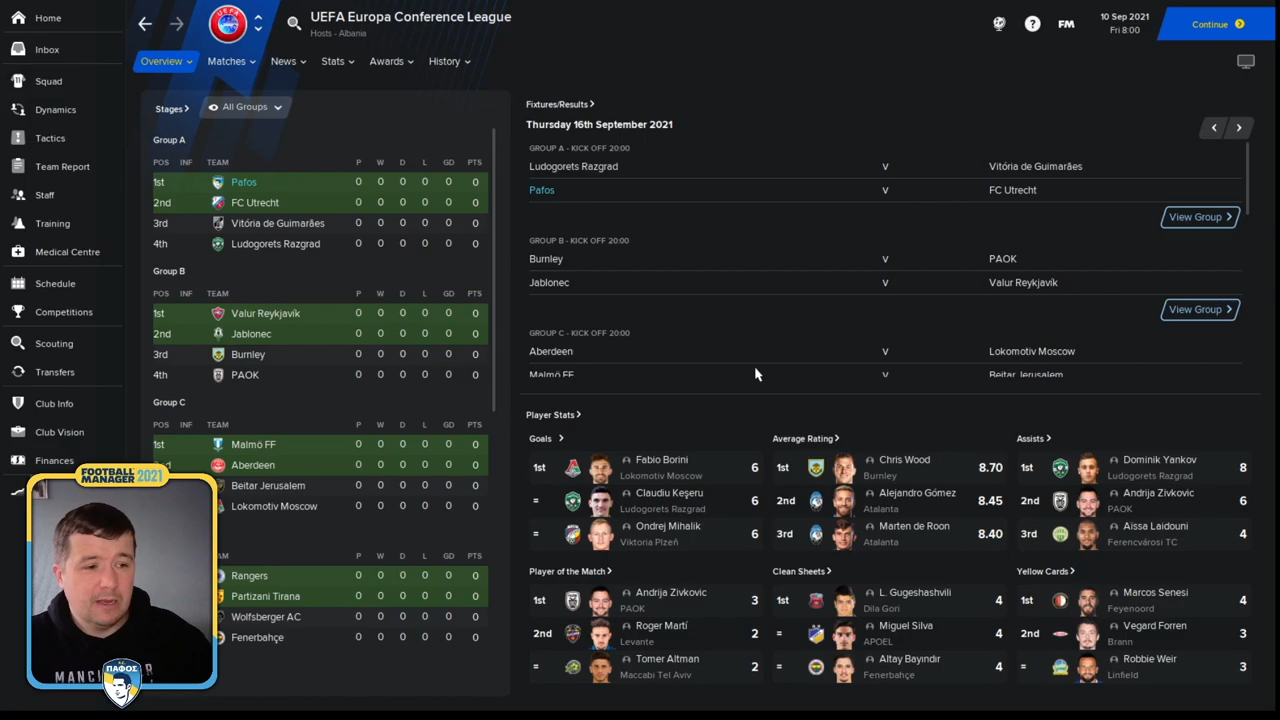 Home
Inbox
Squad
Dynamics
Tactics
Team Report
Staff
Training
Medical Centre
Schedule
Competitions
Scouting
Transfers
Club Info
Club Vision
Finances
UEFA Europa Conference League
Hosts - Albania
10 Sep 2021
Fri 8:00
FM
Continue
Overview
Matches
News
Stats
Awards
History
Stages
All Groups
Group A
POS INF TEAM P W D L GD PTS
1st Pafos 0 0 0 0 0 0
2nd FC Utrecht 0 0 0 0 0 0
3rd Vitória de Guimarães 0 0 0 0 0 0
4th Ludogorets Razgrad 0 0 0 0 0 0
Group B
POS INF TEAM P W D L GD PTS
1st Valur Reykjavík 0 0 0 0 0 0
2nd Jablonec 0 0 0 0 0 0
3rd Burnley 0 0 0 0 0 0
4th PAOK 0 0 0 0 0 0
Group C
POS INF TEAM P W D L GD PTS
1st Malmö FF 0 0 0 0 0 0
Aberdeen 0 0 0 0 0 0
Beitar Jerusalem 0 0 0 0 0 0
Lokomotiv Moscow 0 0 0 0 0 0
P W D L GD PTS
Rangers 0 0 0 0 0 0
Partizani Tirana 0 0 0 0 0 0
Wolfsberger AC 0 0 0 0 0 0
Fenerbahçe 0 0 0 0 0 0
Fixtures/Results
Thursday 16th September 2021
GROUP A - KICK OFF 20:00
Ludogorets Razgrad v Vitória de Guimarães
Pafos v FC Utrecht
View Group
GROUP B - KICK OFF 20:00
Burnley v PAOK
Jablonec v Valur Reykjavík
View Group
GROUP C - KICK OFF 20:00
Aberdeen v Lokomotiv Moscow
Malmö FF v Beitar Jerusalem
Player Stats
Goals
1st Fabio Borini 6
Lokomotiv Moscow
= Claudiu Keşeru 6
Ludogorets Razgrad
= Ondrej Mihalik 6
Viktoria Plzeň
Average Rating
1st Chris Wood 8.70
Burnley
2nd Alejandro Gómez 8.45
Atalanta
3rd Marten de Roon 8.40
Atalanta
Assists
1st Dominik Yankov 8
Ludogorets Razgrad
2nd Andrija Zivkovic 6
PAOK
3rd Aïssa Laïdouni 4
Ferencvárosi TC
Player of the Match
1st Andrija Zivkovic 3
PAOK
2nd Roger Martí 2
Levante
= Tomer Altman 2
Maccabi Tel Aviv
Clean Sheets
1st L. Gugeshashvili 4
Dila Gori
= Miguel Silva 4
APOEL
= Altay Bayındır 4
Fenerbahçe
Yellow Cards
1st Marcos Senesi 4
Feyenoord
2nd Vegard Forren 3
Brann
= Robbie Weir 3
Linfield
FOOTBALL
MANAGER 2021
ΠΑΦΟΣ